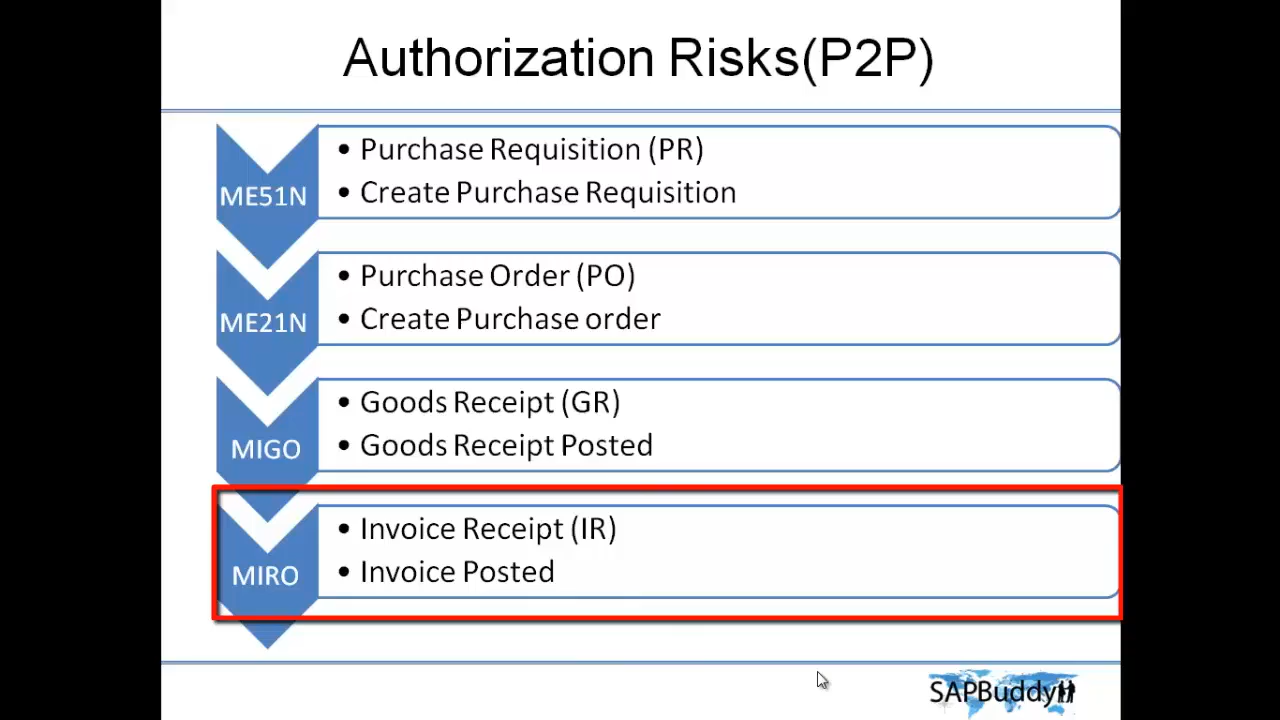 Authorization Risks(P2P)
ME51N
• Purchase Requisition (PR)
• Create Purchase Requisition
ME21N
• Purchase Order (PO)
• Create Purchase order
MIGO
• Goods Receipt (GR)
• Goods Receipt Posted
MIRO
• Invoice Receipt (IR)
• Invoice Posted
SAPBuddy